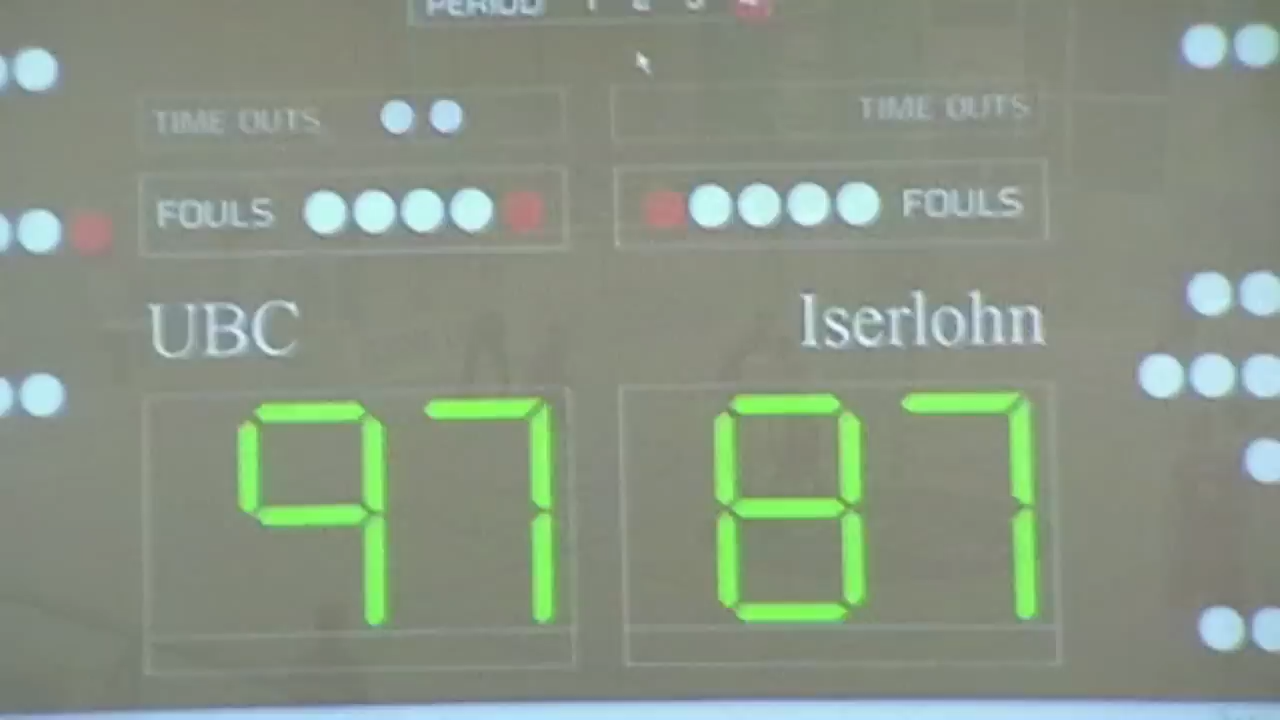 PERIOD 1 2 3 4
TIME OUTS TIME OUTS
FOULS FOULS
UBC Iserlohn
97 87